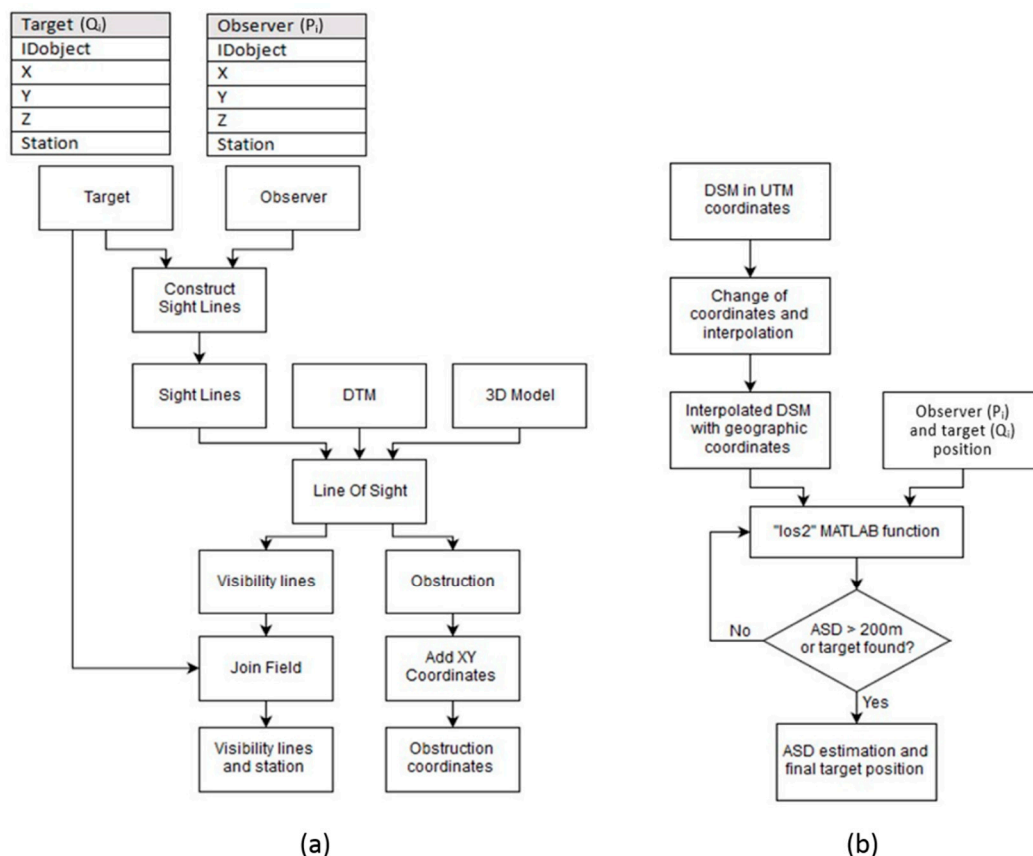 Target (Qᵢ)
IDobject
X
Y
Z
Station
Observer (Pᵢ)
IDobject
X
Y
Z
Station
Target
Observer
Construct
Sight Lines
Sight Lines
DTM
3D Model
Line Of Sight
Visibility lines
Obstruction
Join Field
Add XY
Coordinates
Visibility lines
and station
Obstruction
coordinates
(a)
DSM in UTM
coordinates
Change of
coordinates and
interpolation
Interpolated DSM
with geographic
coordinates
Observer (Pᵢ)
and target (Qᵢ)
position
"los2" MATLAB function
No
ASD > 200m
or target found?
Yes
ASD estimation and
final target position
(b)